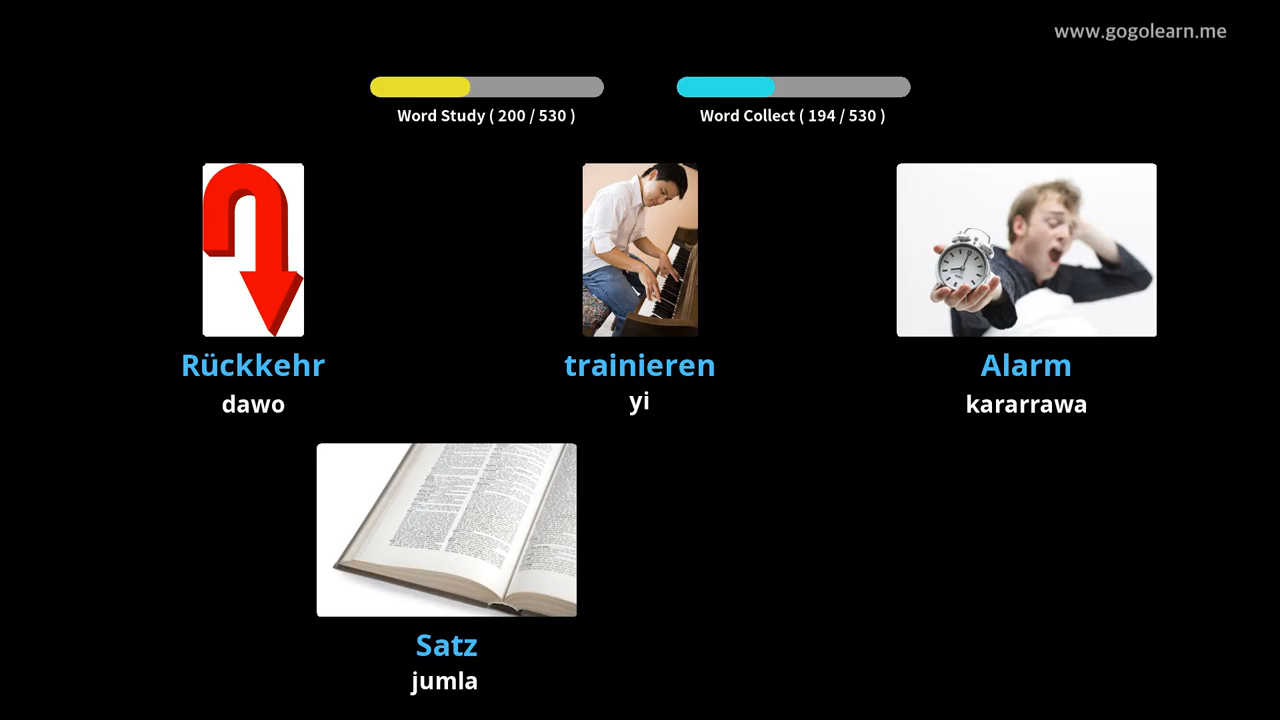 www.gogolearn.me
Word Study ( 200 / 530 )
Word Collect ( 194 / 530 )
Rückkehr
dawo
trainieren
yi
Alarm
kararrawa
Satz
jumla